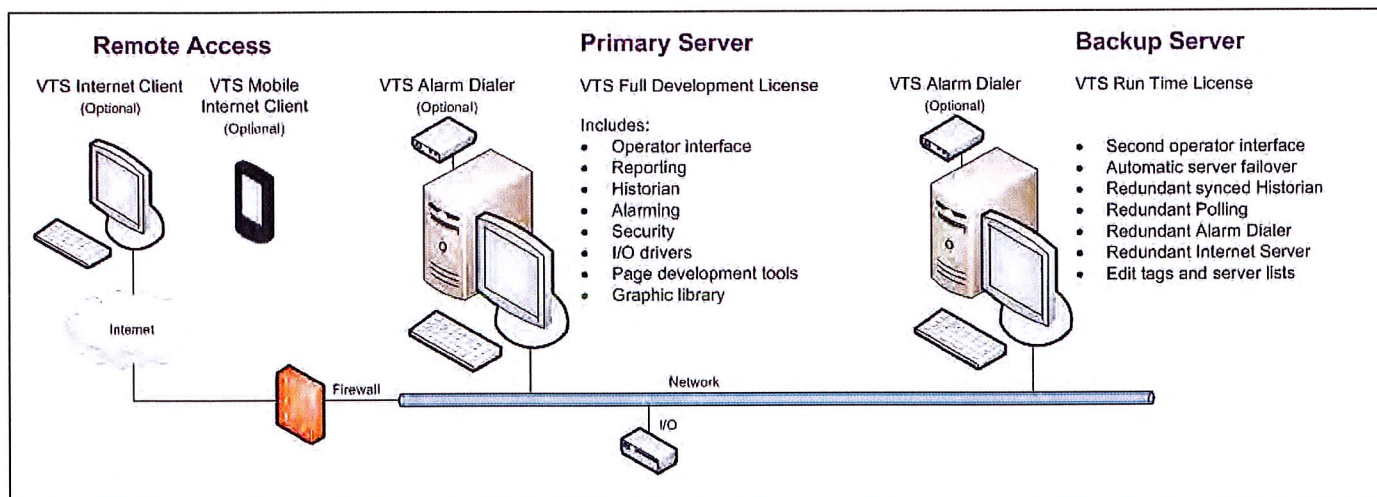 Remote Access
VTS Internet Client
(Optional)
VTS Mobile
Internet Client
(Optional)
Internet
Firewall
Primary Server
VTS Alarm Dialer
(Optional)
VTS Full Development License
Includes:
• Operator interface
• Reporting
• Historian
• Alarming
• Security
• I/O drivers
• Page development tools
• Graphic library
Network
I/O
Backup Server
VTS Alarm Dialer
(Optional)
VTS Run Time License
• Second operator interface
• Automatic server failover
• Redundant synced Historian
• Redundant Polling
• Redundant Alarm Dialer
• Redundant Internet Server
• Edit tags and server lists